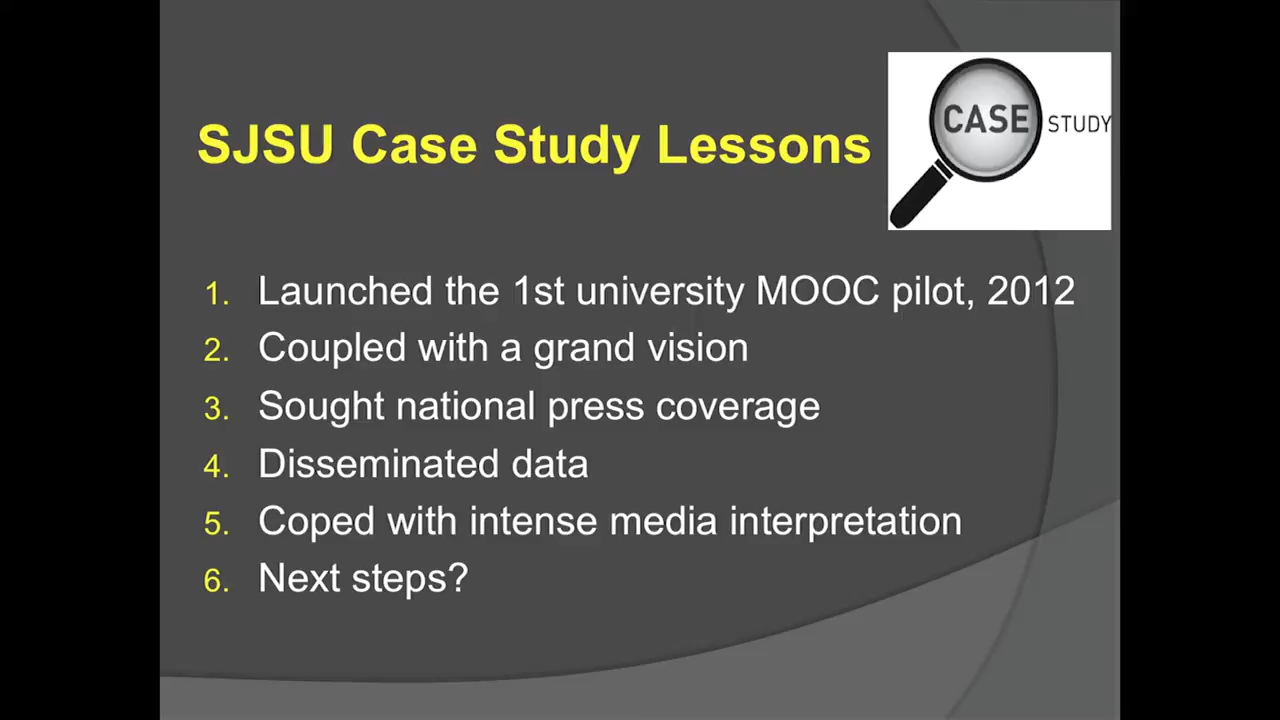 CASE STUDY
SJSU Case Study Lessons
1. Launched the 1st university MOOC pilot, 2012
2. Coupled with a grand vision
3. Sought national press coverage
4. Disseminated data
5. Coped with intense media interpretation
6. Next steps?